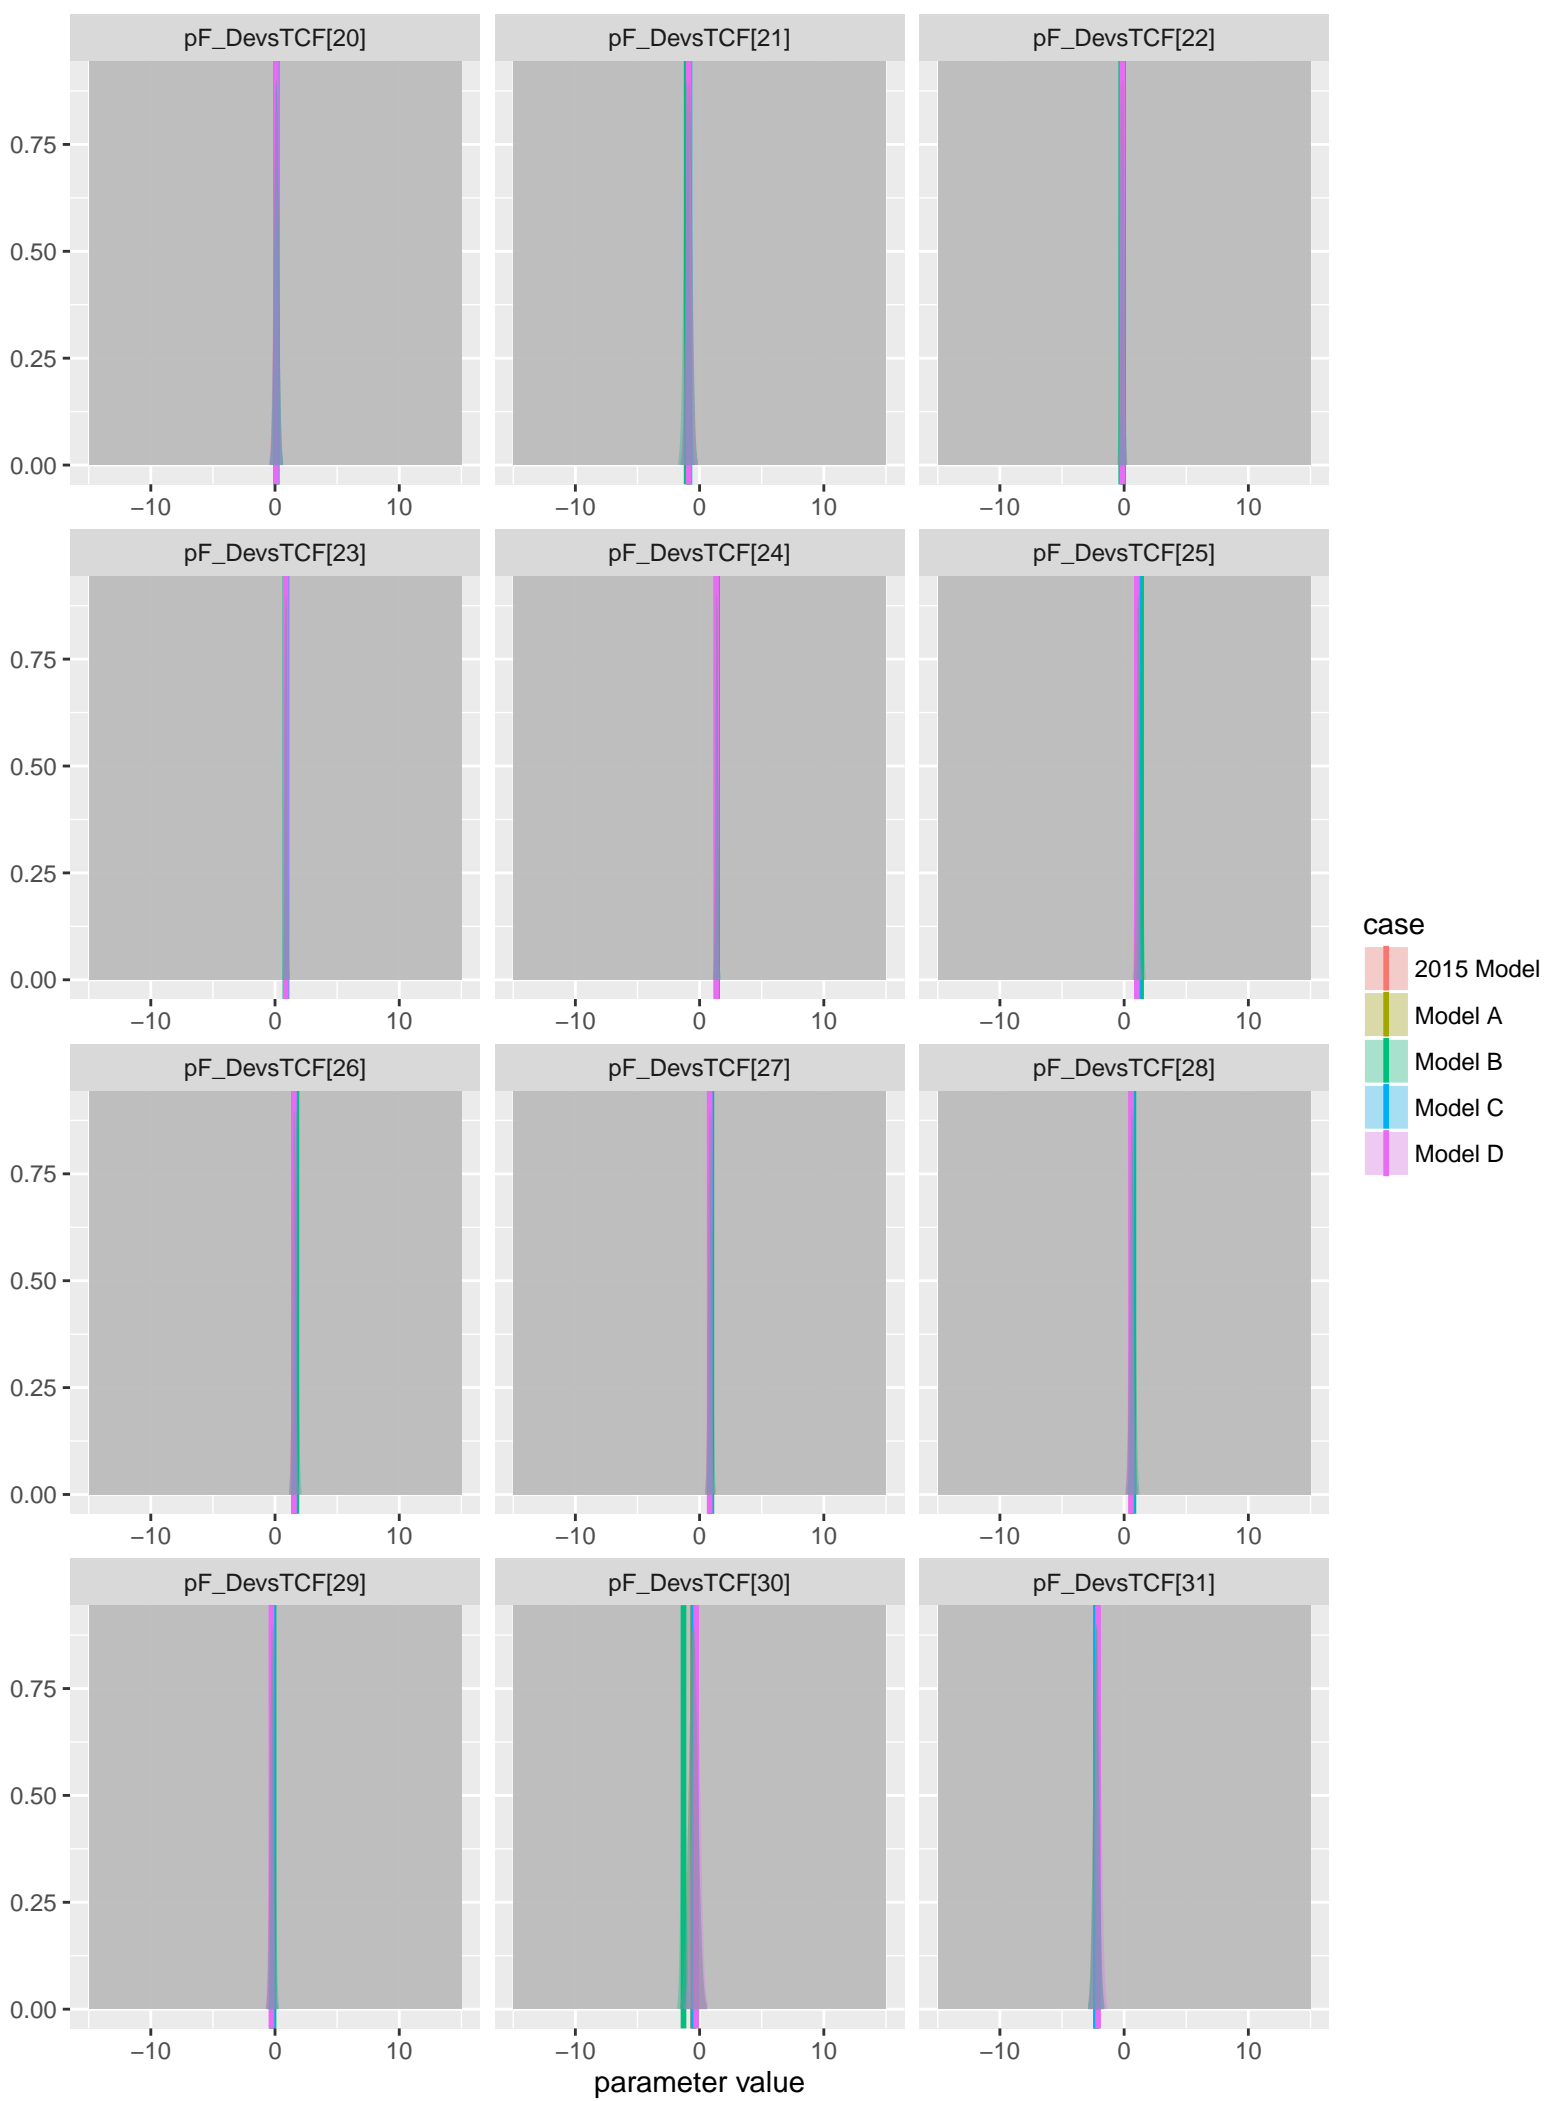 pF_DevsTCF[20] pF_DevsTCF[21] pF_DevsTCF[22]
0.75
0.50
0.25
0.00
−10 0 10 −10 0 10 −10 0 10
pF_DevsTCF[23] pF_DevsTCF[24] pF_DevsTCF[25]
0.75
0.50
0.25
0.00
−10 0 10 −10 0 10 −10 0 10
pF_DevsTCF[26] pF_DevsTCF[27] pF_DevsTCF[28]
0.75
0.50
0.25
0.00
−10 0 10 −10 0 10 −10 0 10
pF_DevsTCF[29] pF_DevsTCF[30] pF_DevsTCF[31]
0.75
0.50
0.25
0.00
−10 0 10 −10 0 10 −10 0 10
parameter value
case
2015 Model
Model A
Model B
Model C
Model D